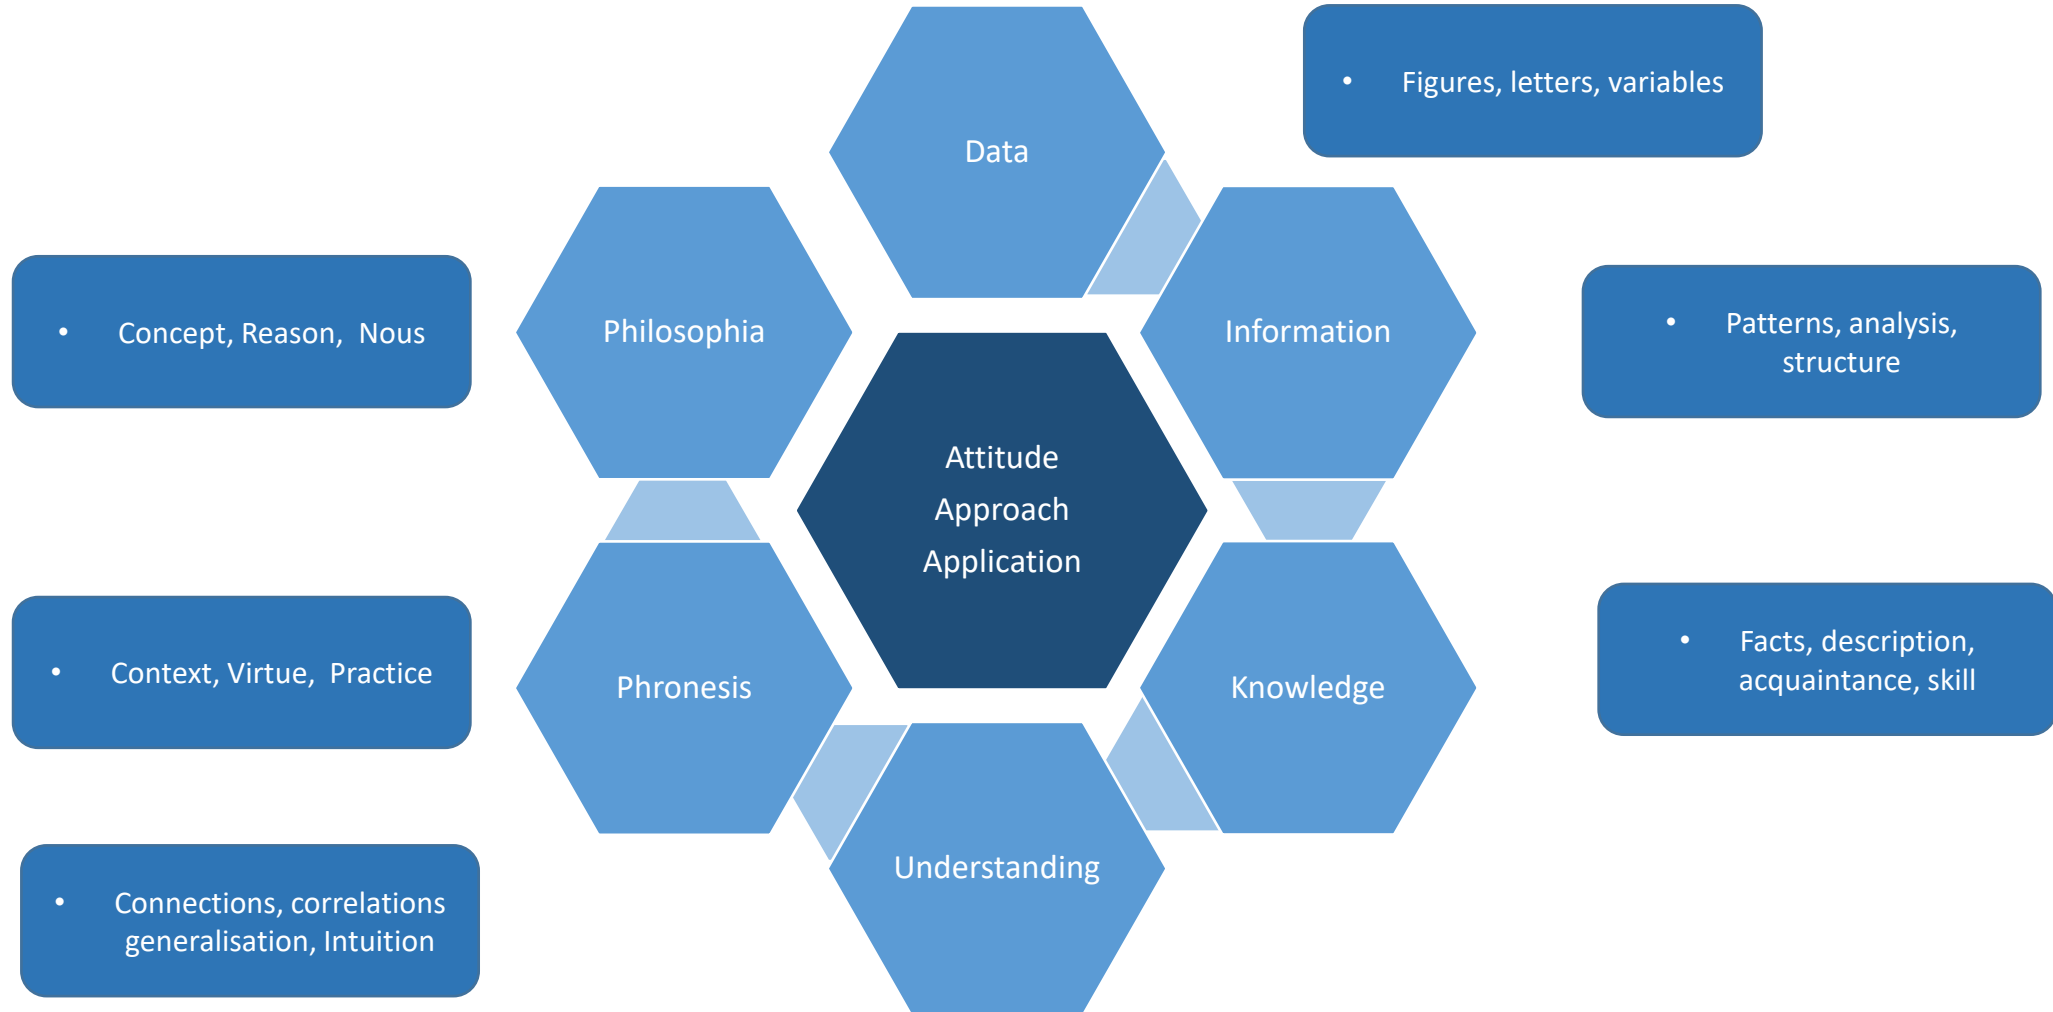 Data
• Figures, letters, variables
Philosophia
Information
• Concept, Reason, Nous
• Patterns, analysis,
structure
Attitude
Approach
Application
Phronesis
Knowledge
• Context, Virtue, Practice
• Facts, description,
acquaintance, skill
Understanding
• Connections, correlations
generalisation, Intuition